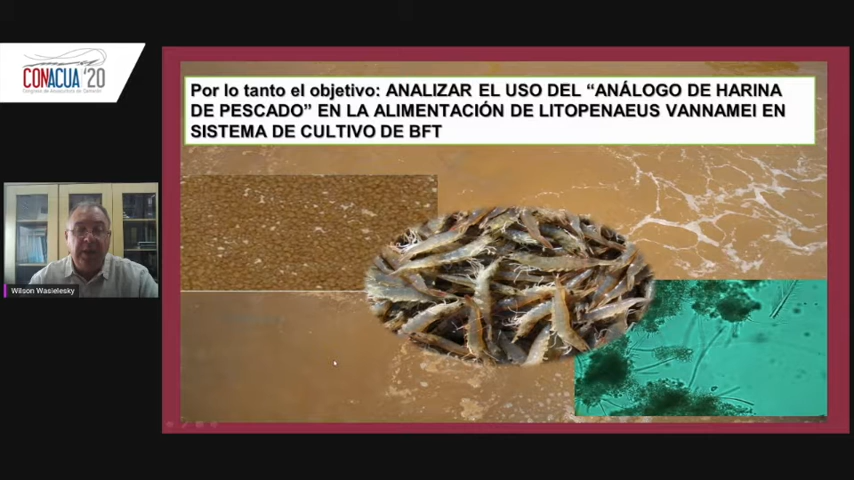 CONACUA '20
Por lo tanto el objetivo: ANALIZAR EL USO DEL “ANÁLOGO DE HARINA
DE PESCADO” EN LA ALIMENTACIÓN DE LITOPENAEUS VANNAMEI EN
SISTEMA DE CULTIVO DE BFT
Wilson Wasielesky